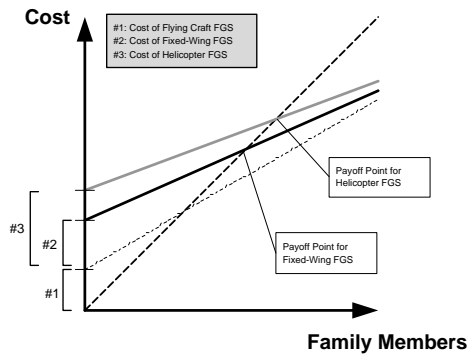 Cost
#1: Cost of Flying Craft FGS
#2: Cost of Fixed-Wing FGS
#3: Cost of Helicopter FGS
Payoff Point for
Helicopter FGS
#3
#2
Payoff Point for
Fixed-Wing FGS
#1
Family Members